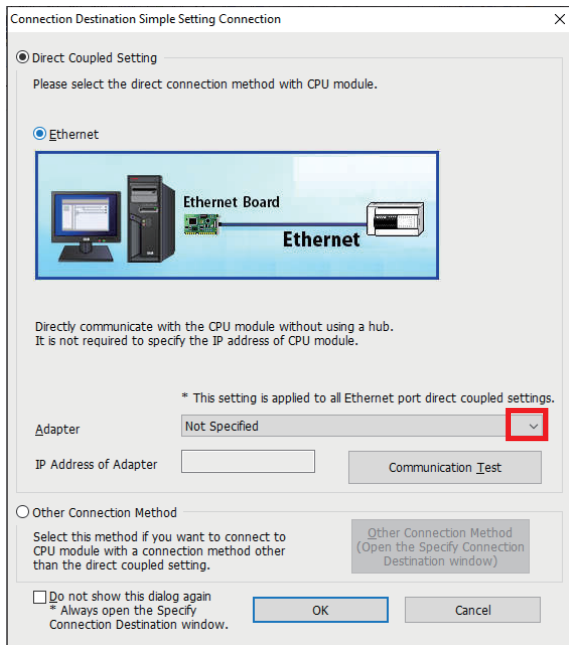 Connection Destination Simple Setting Connection
Direct Coupled Setting
Please select the direct connection method with CPU module.
Ethernet
Ethernet Board
Ethernet
Directly communicate with the CPU module without using a hub.
It is not required to specify the IP address of CPU module.
* This setting is applied to all Ethernet port direct coupled settings.
Adapter
Not Specified
IP Address of Adapter
Communication Test
Other Connection Method
Select this method if you want to connect to
CPU module with a connection method other
than the direct coupled setting.
Other Connection Method
(Open the Specify Connection
Destination window)
Do not show this dialog again
* Always open the Specify
Connection Destination window.
OK
Cancel